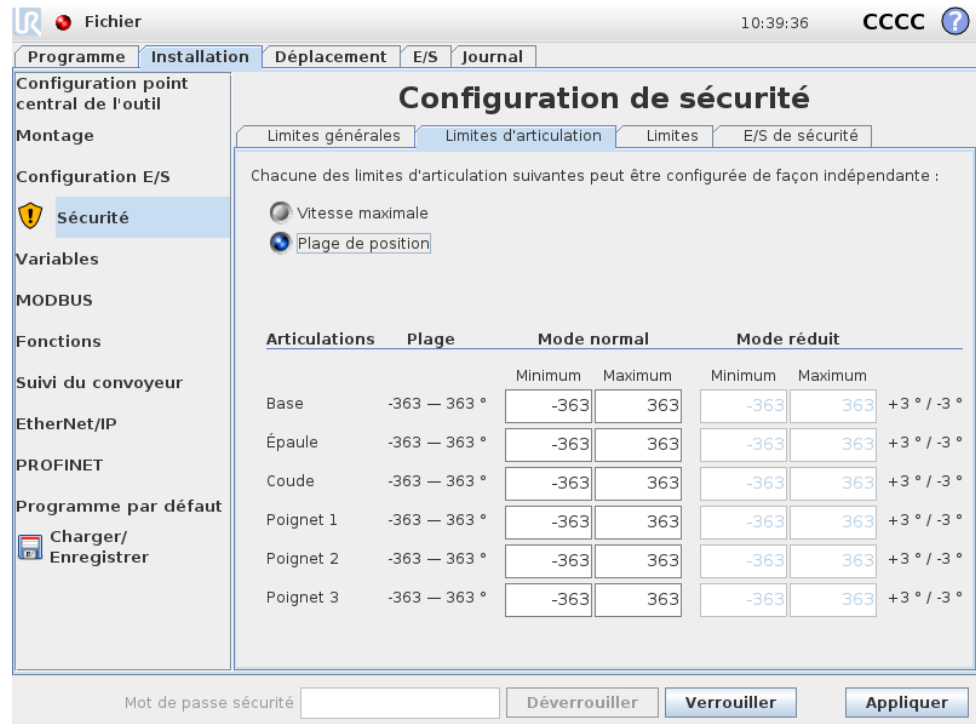 UR Fichier 10:39:36 CCCC ?
Programme Installation Déplacement E/S Journal
Configuration point
central de l'outil
Montage
Configuration E/S
Sécurité
Variables
MODBUS
Fonctions
Suivi du convoyeur
EtherNet/IP
PROFINET
Programme par défaut
Charger/
Enregistrer
Configuration de sécurité
Limites générales Limites d'articulation Limites E/S de sécurité
Chacune des limites d'articulation suivantes peut être configurée de façon indépendante :
Vitesse maximale
Plage de position
Articulations Plage Mode normal Mode réduit
Minimum Maximum Minimum Maximum
Base -363 — 363 ° -363 363 -363 363 +3 ° / -3 °
Épaule -363 — 363 ° -363 363 -363 363 +3 ° / -3 °
Coude -363 — 363 ° -363 363 -363 363 +3 ° / -3 °
Poignet 1 -363 — 363 ° -363 363 -363 363 +3 ° / -3 °
Poignet 2 -363 — 363 ° -363 363 -363 363 +3 ° / -3 °
Poignet 3 -363 — 363 ° -363 363 -363 363 +3 ° / -3 °
Mot de passe sécurité Déverrouiller Verrouiller Appliquer